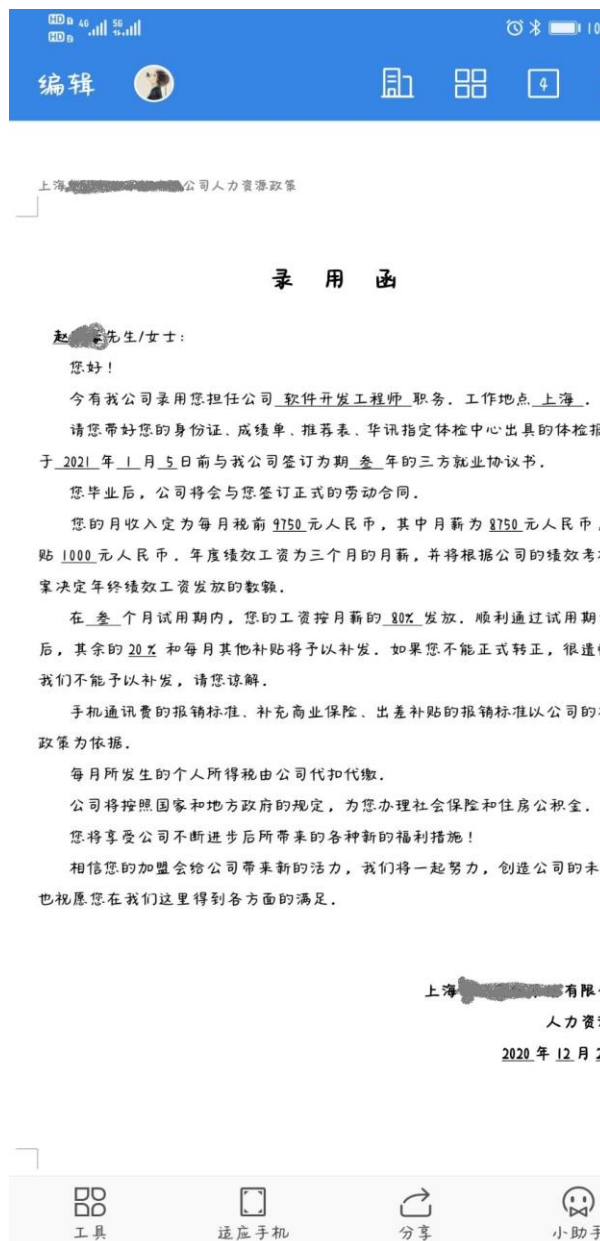 HD 1 4G 5G
HD 2 10
编辑 4
上海 公司人力资源政策
录 用 函
赵 先生/女士：
您好！
今有我公司录用您担任公司 软件开发工程师 职务．工作地点 上海 ．
请您带好您的身份证、成绩单、推荐表、华讯指定体检中心出具的体检报
于 2021 年 1 月 5 日前与我公司签订为期 叁 年的三方就业协议书．
您毕业后，公司将会与您签订正式的劳动合同．
您的月收入定为每月税前 9750 元人民币，其中月薪为 8750 元人民币
贴 1000 元人民币．年度绩效工资为三个月的月薪，并将根据公司的绩效考
案决定年终绩效工资发放的数额．
在 叁 个月试用期内，您的工资按月薪的 80% 发放．顺利通过试用期
后，其余的 20 % 和每月其他补贴将予以补发．如果您不能正式转正，很遗
我们不能予以补发，请您谅解．
手机通讯费的报销标准、补充商业保险、出差补贴的报销标准以公司的
政策为依据．
每月所发生的个人所得税由公司代扣代缴．
公司将按照国家和地方政府的规定，为您办理社会保险和住房公积金．
您将享受公司不断进步后所带来的各种新的福利措施！
相信您的加盟会给公司带来新的活力，我们将一起努力，创造公司的未
也祝愿您在我们这里得到各方面的满足．
上海 有限
人力资
2020 年 12 月 2
工具 适应手机 分享 小助手